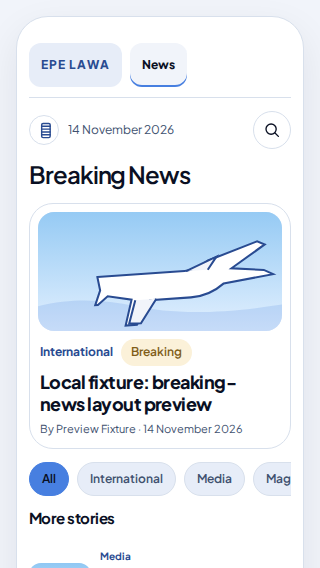 EPE LAWA
News
14 November 2026
Breaking News
International
Breaking
Local fixture: breaking-
news layout preview
By Preview Fixture · 14 November 2026
All
International
Media
Mag
More stories
Media